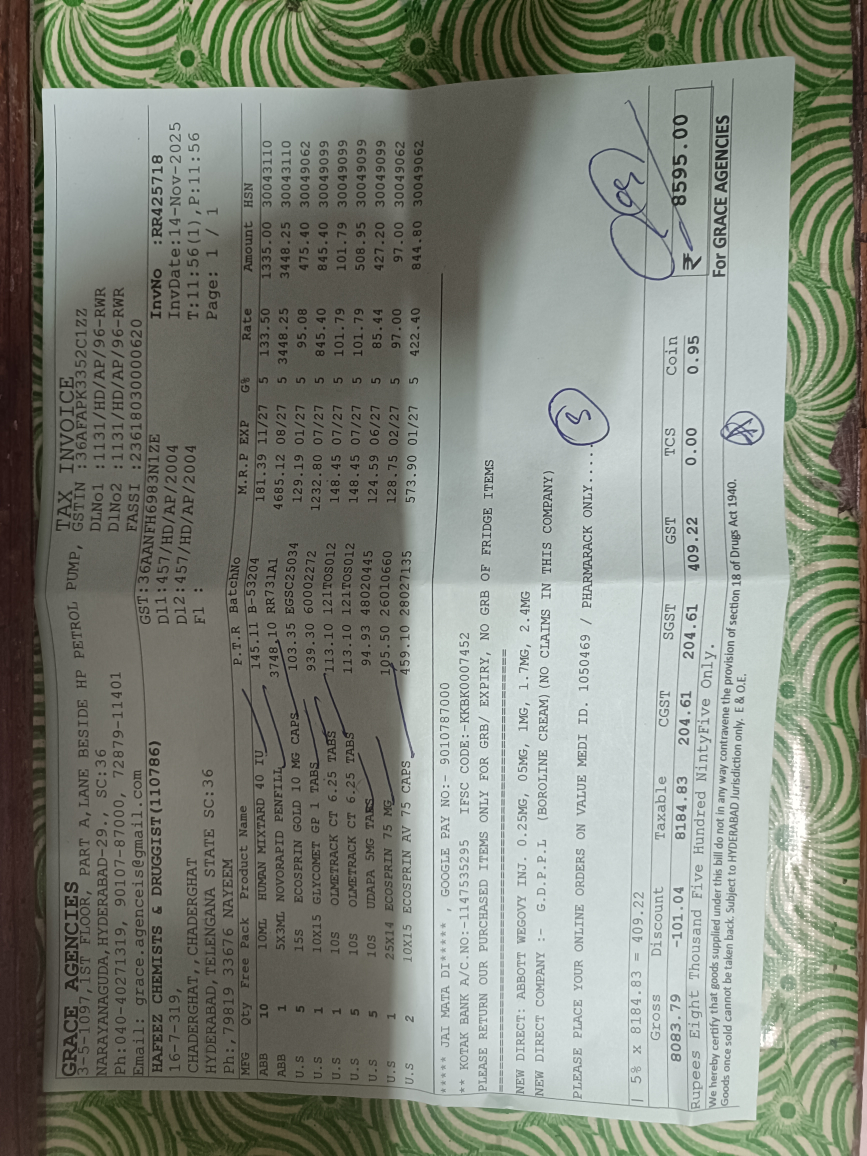 GRACE AGENCIES
3-5-1097,1ST FLOOR, PART A,LANE BESIDE HP PETROL PUMP,
NARAYANAGUDA,HYDERABAD-29., SC:36
Ph:040-40271319, 90107-87000, 72879-11401
Email: grace.agenceis@gmail.com
TAX INVOICE
GSTIN :36AFAPK3352C1ZZ
DLNo1 :1131/HD/AP/96-RWR
DlNo2 :1131/HD/AP/96-RWR
FASSI :23618030000620
HAFEEZ CHEMISTS & DRUGGIST(110786)
16-7-319,
CHADERGHAT,,CHADERGHAT
HYDERABAD,TELENGANA STATE SC:36
Ph:,79819 33676 NAYEEM
GST:36AANFH6983N1ZE
D11:457/HD/AP/2004
D12:457/HD/AP/2004
F1 :
InvNo :RR425718
InvDate:14-Nov-2025
T:11:56(1),P:11:56
Page: 1 / 1
MFG Qty Free Pack Product Name P.T.R BatchNo M.R.P EXP G% Rate Amount HSN
ABB 10 10ML HUMAN MIXTARD 40 IU 145.11 B-53204 181.39 11/27 5 133.50 1335.00 30043110
ABB 1 5X3ML NOVORAPID PENFILL 3748.10 RR731A1 4685.12 08/27 5 3448.25 3448.25 30043110
U.S 5 15S ECOSPRIN GOLD 10 MG CAPS 103.35 EGSC25034 129.19 01/27 5 95.08 475.40 30049062
U.S 1 10X15 GLYCOMET GP 1 TABS 939.30 60002272 1232.80 07/27 5 845.40 845.40 30049099
U.S 1 10S OLMETRACK CT 6.25 TABS 113.10 121TOS012 148.45 07/27 5 101.79 101.79 30049099
U.S 5 10S OLMETRACK CT 6.25 TABS 113.10 121TOS012 148.45 07/27 5 101.79 508.95 30049099
U.S 5 10S UDAPA 5MG TABS 94.93 48020445 124.59 06/27 5 85.44 427.20 30049099
U.S 1 25X14 ECOSPRIN 75 MG 105.50 26010660 128.75 02/27 5 97.00 97.00 30049062
U.S 2 10X15 ECOSPRIN AV 75 CAPS 459.10 28027135 573.90 01/27 5 422.40 844.80 30049062
***** JAI MATA DI***** GOOGLE PAY NO:- 9010787000
** KOTAK BANK A/C.NO:-1147535295 IFSC CODE:-KKBK0007452
PLEASE RETURN OUR PURCHASED ITEMS ONLY FOR GRB/ EXPIRY, NO GRB OF FRIDGE ITEMS
NEW DIRECT: ABBOTT WEGOVY INJ. 0.25MG, 05MG, 1MG, 1.7MG, 2.4MG
NEW DIRECT COMPANY :- G.D.P.P.L (BOROLINE CREAM)(NO CLAIMS IN THIS COMPANY)
PLEASE PLACE YOUR ONLINE ORDERS ON VALUE MEDI ID. 1050469 / PHARMARACK ONLY.....
| 5% x 8184.83 = 409.22
Gross Discount Taxable CGST SGST GST TCS Coin
8083.79 -101.04 8184.83 204.61 204.61 409.22 0.00 0.95 ₹ 8595.00
Rupees Eight Thousand Five Hundred NintyFive Only.
We hereby certify that goods supplied under this bill do not in any way contravene the provision of section 18 of Drugs Act 1940.
Goods once sold cannot be taken back. Subject to HYDERABAD Jurisdiction only. E & O.E.
For GRACE AGENCIES